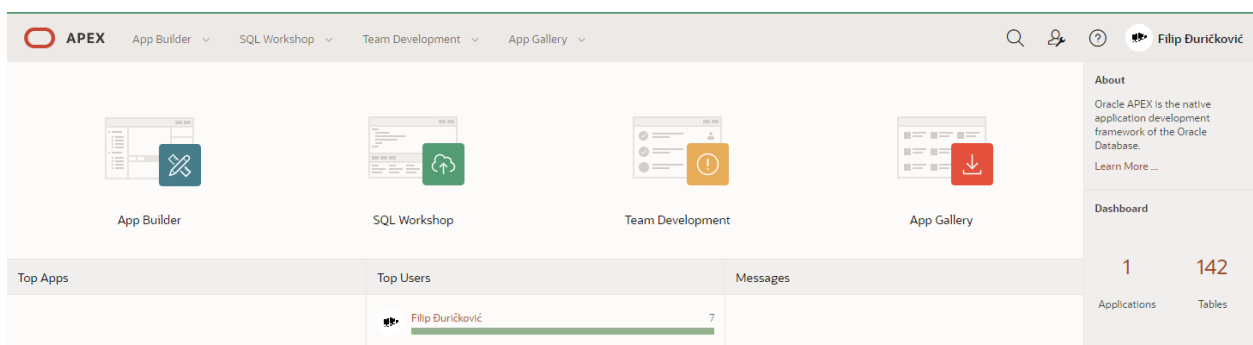 APEX App Builder SQL Workshop Team Development App Gallery Filip Đuričković
App Builder SQL Workshop Team Development App Gallery
About
Oracle APEX is the native
application development
framework of the Oracle
Database.
Learn More ...
Dashboard
1 142
Applications Tables
Top Apps Top Users Messages
Filip Đuričković 7